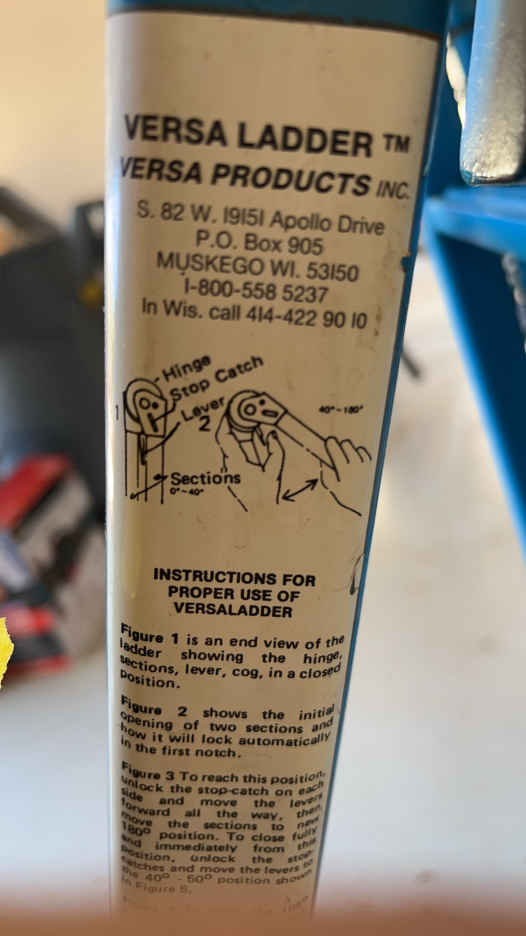 VERSA LADDER ™
VERSA PRODUCTS INC.
S. 82 W. 19151 Apollo Drive
P.O. Box 905
MUSKEGO WI. 53150
1-800-558 5237
In Wis. call 414-422 90 10
Hinge
Stop Catch
1
Lever
2
40°-180°
Sections
0°-40°
INSTRUCTIONS FOR
PROPER USE OF
VERSALADDER
Figure 1 is an end view of the
ladder showing the hinge,
sections, lever, cog, in a closed
position.
Figure 2 shows the initial
opening of two sections and
how it will lock automatically
in the first notch.
Figure 3 To reach this position,
unlock the stop-catch on each
side and move the levers
forward all the way, then
move the sections to new
180° position. To close fully
and immediately from this
position, unlock the stop
catches and move the levers to
the 40° - 50° position shown
in Figure 5.